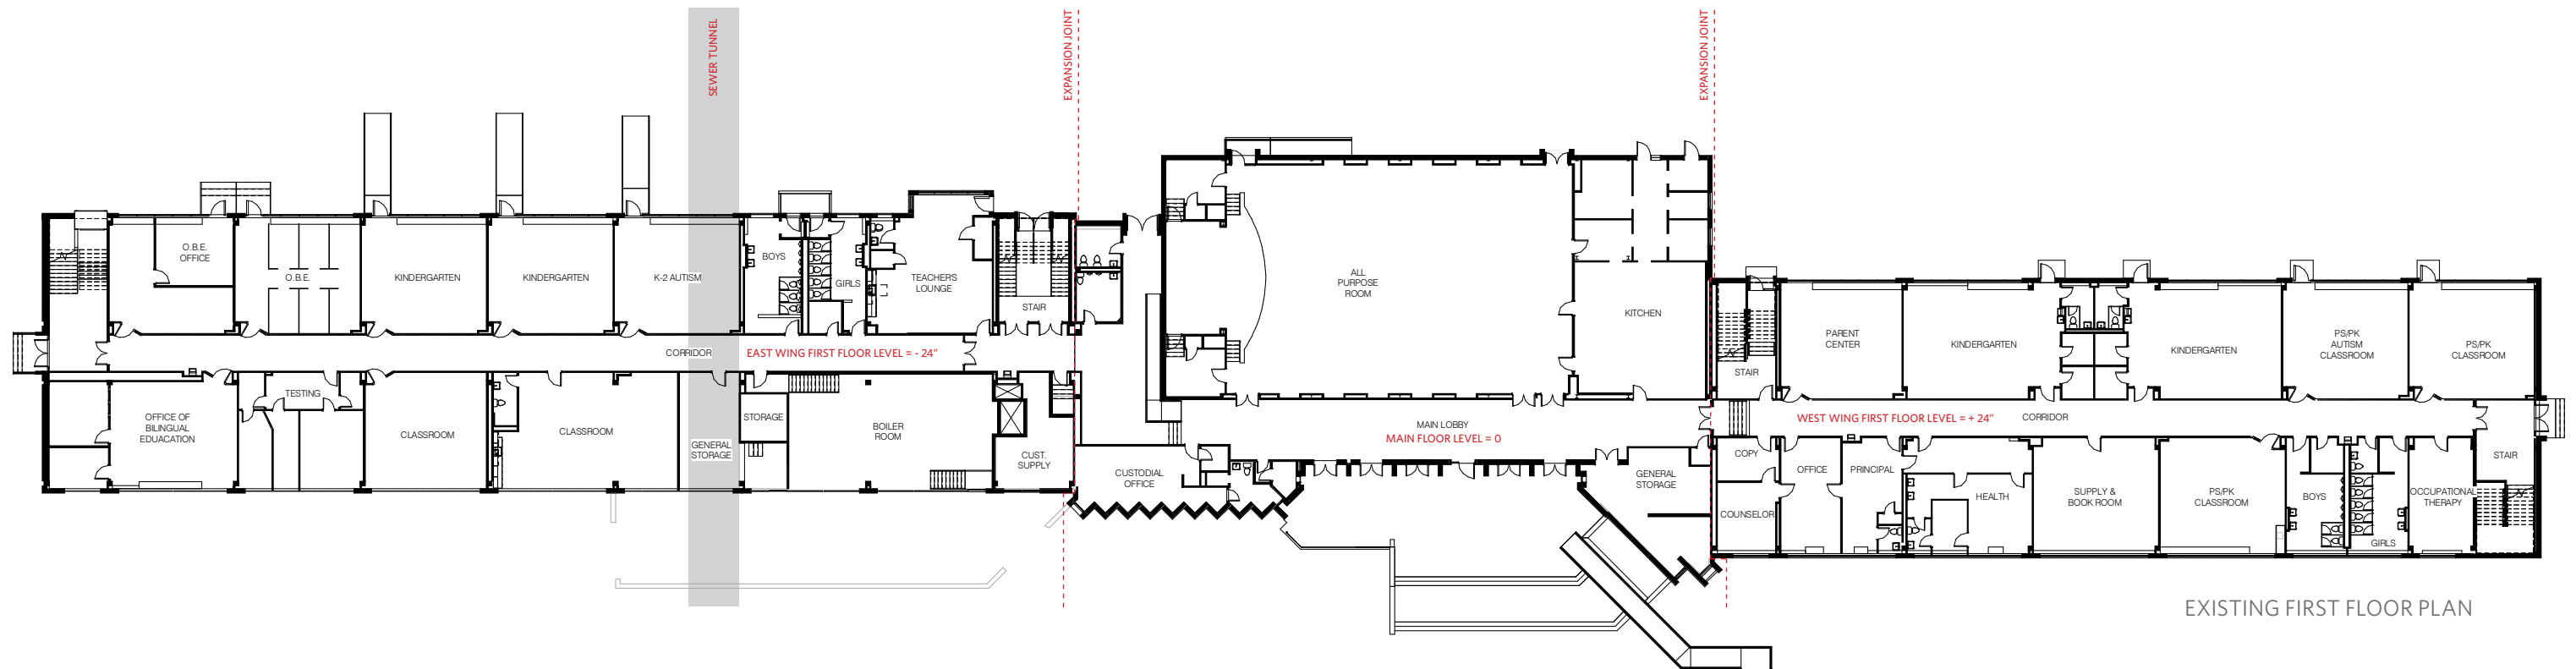 SEWER TUNNEL
EXPANSION JOINT
EXPANSION JOINT
O.B.E.
OFFICE
O.B.E.
KINDERGARTEN
KINDERGARTEN
K-2 AUTISM
BOYS
GIRLS
TEACHER'S
LOUNGE
STAIR
ALL
PURPOSE
ROOM
KITCHEN
STAIR
PARENT
CENTER
KINDERGARTEN
KINDERGARTEN
PS/PK
AUTISM
CLASSROOM
PS/PK
CLASSROOM
CORRIDOR
EAST WING FIRST FLOOR LEVEL = - 24"
TESTING
OFFICE OF
BILINGUAL
EDUACATION
CLASSROOM
CLASSROOM
GENERAL
STORAGE
STORAGE
BOILER
ROOM
CUST.
SUPPLY
CUSTODIAL
OFFICE
MAIN LOBBY
MAIN FLOOR LEVEL = 0
GENERAL
STORAGE
WEST WING FIRST FLOOR LEVEL = + 24"
CORRIDOR
COPY
COUNSELOR
OFFICE
PRINCIPAL
HEALTH
SUPPLY &
BOOK ROOM
PS/PK
CLASSROOM
BOYS
GIRLS
OCCUPATIONAL
THERAPY
STAIR
EXISTING FIRST FLOOR PLAN